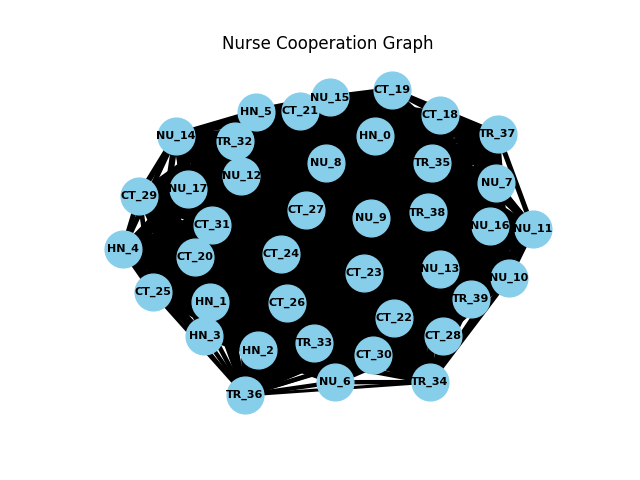 Nurse Cooperation Graph
CT_19
NU_15
CT_21
HN_5
CT_18
TR_37
NU_14
HN_0
TR_32
NU_8
TR_35
NU_12
NU_7
NU_17
CT_29
CT_27
TR_38
NU_9
CT_31
NU_16
NU_11
HN_4
CT_24
CT_20
NU_13
CT_23
NU_10
CT_25
TR_39
HN_1
CT_26
CT_22
HN_3
CT_28
TR_33
HN_2
CT_30
NU_6
TR_34
TR_36